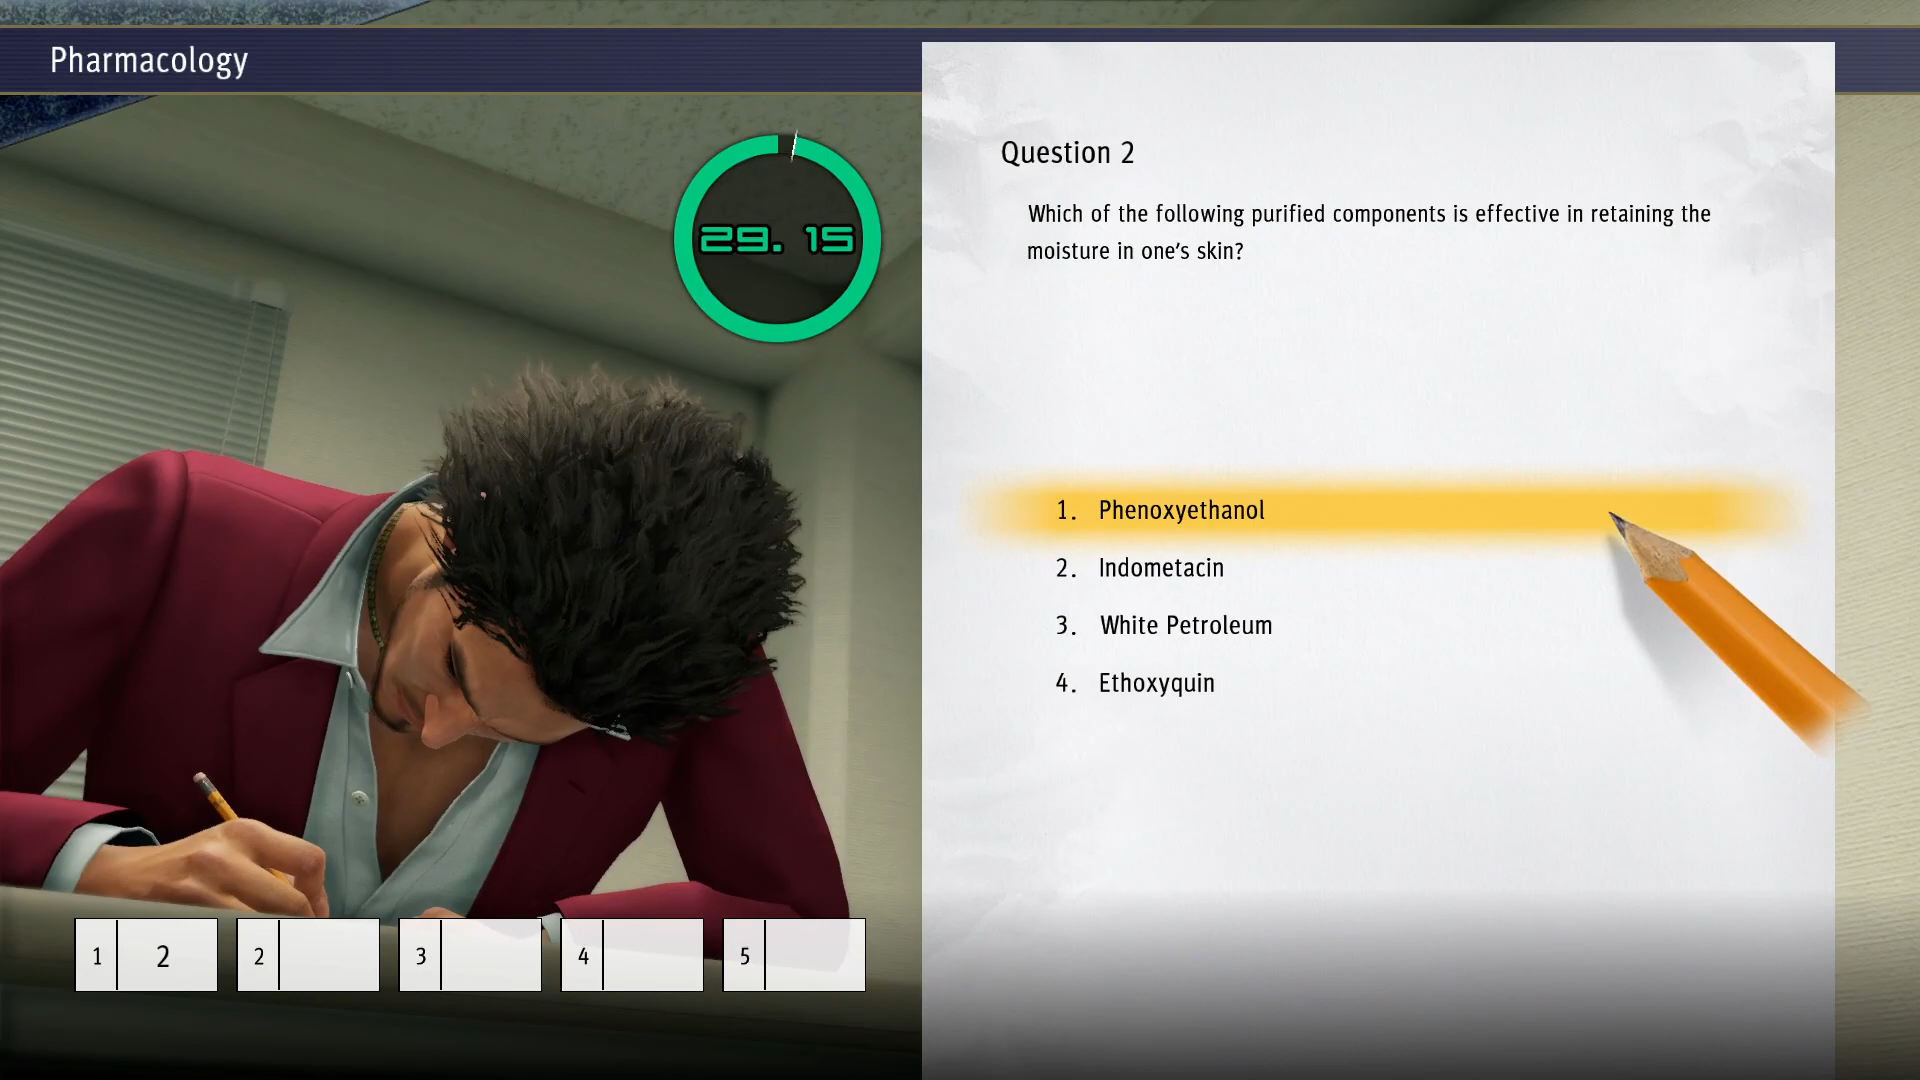 Pharmacology
29. 15
Question 2
Which of the following purified components is effective in retaining the
moisture in one's skin?
1. Phenoxyethanol
2. Indometacin
3. White Petroleum
4. Ethoxyquin
1 2 2 3 4 5